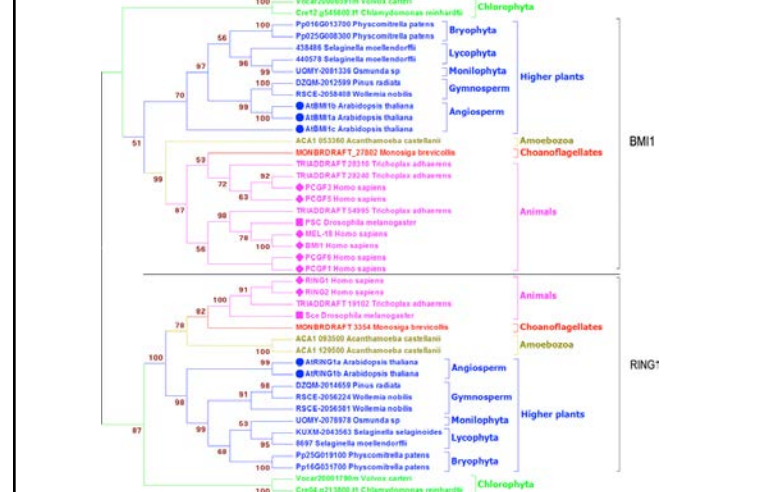 100
Chlorophyta
Cre12.g545000.t1 Chlamydomonas reinhardtii
100
Pp016G013700 Physcomitrella patens
Bryophyta
Pp025G008300 Physcomitrella patens
56
438486 Selaginella moellendorffii
Lycophyta
440578 Selaginella moellendorffii
97
96
UOMY-2081336 Osmunda sp
Monilophyta
Higher plants
99
DZQM-2012599 Pinus radiata
100
Gymnosperm
RSCE-2058408 Wollemia nobilis
70
AtBMI1b Arabidopsis thaliana
99
AtBMI1a Arabidopsis thaliana
Angiosperm
100
AtBMI1c Arabidopsis thaliana
51
ACA1 053360 Acanthamoeba castellanii
Amoebozoa
BMI1
53
MONBRDRAFT_27802 Monosiga brevicollis
Choanoflagellates
TRIADDRAFT 28316 Trichoplax adhaerens
99
72
92
TRIADDRAFT 28240 Trichoplax adhaerens
PCGF3 Homo sapiens
63
PCGF5 Homo sapiens
87
98
TRIADDRAFT 54995 Trichoplax adhaerens
Animals
PSC Drosophila melanogaster
78
MEL-18 Homo sapiens
56
100
BMI1 Homo sapiens
PCGF6 Homo sapiens
100
PCGF1 Homo sapiens
RING1 Homo sapiens
91
RING2 Homo sapiens
Animals
100
TRIADDRAFT 19102 Trichoplax adhaerens
82
Sce Drosophila melanogaster
78
MONBRDRAFT 3354 Monosiga brevicollis
Choanoflagellates
ACA1 093500 Acanthamoeba castellanii
Amoebozoa
100
ACA1 129500 Acanthamoeba castellanii
100
99
AtRING1a Arabidopsis thaliana
Angiosperm
RING1
AtRING1b Arabidopsis thaliana
98
DZQM-2014659 Pinus radiata
98
91
RSCE-2056224 Wollemia nobilis
Gymnosperm
RSCE-2056581 Wollemia nobilis
Higher plants
99
53
UOMY-2078978 Osmunda sp
Monilophyta
87
KUXM-2043563 Selaginella selaginoides
Lycophyta
95
8697 Selaginella moellendorffii
68
Pp25G019100 Physcomitrella patens
Bryophyta
100
Pp16G031700 Physcomitrella patens
Vocar20001798m Volvox carteri
Chlorophyta
100